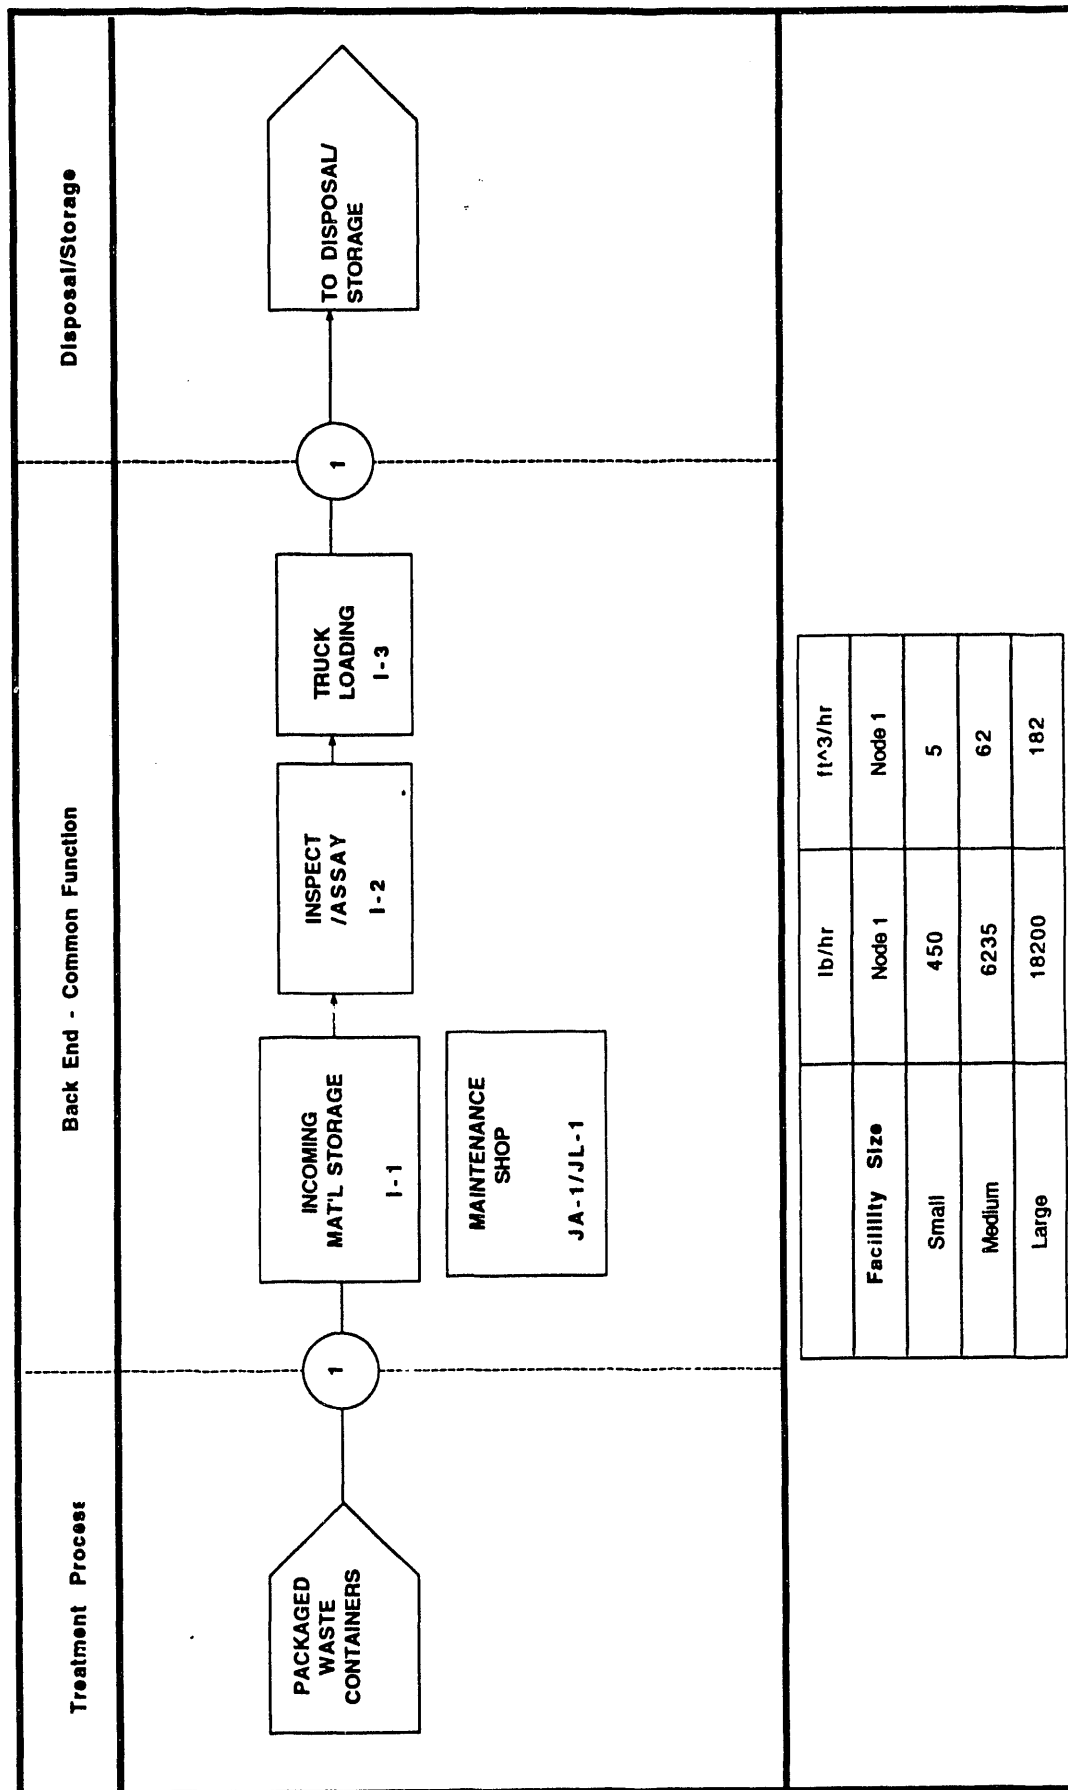 Treatment Process
Back End - Common Function
Disposal/Storage
PACKAGED
WASTE
CONTAINERS
1
INCOMING
MAT'L STORAGE
I-1
INSPECT
/ASSAY
I-2
TRUCK
LOADING
I-3
1
TO DISPOSAL/
STORAGE
MAINTENANCE
SHOP
JA-1/JL-1
lb/hr ft^3/hr
Facility Size Node 1 Node 1
Small 450 5
Medium 6235 62
Large 18200 182